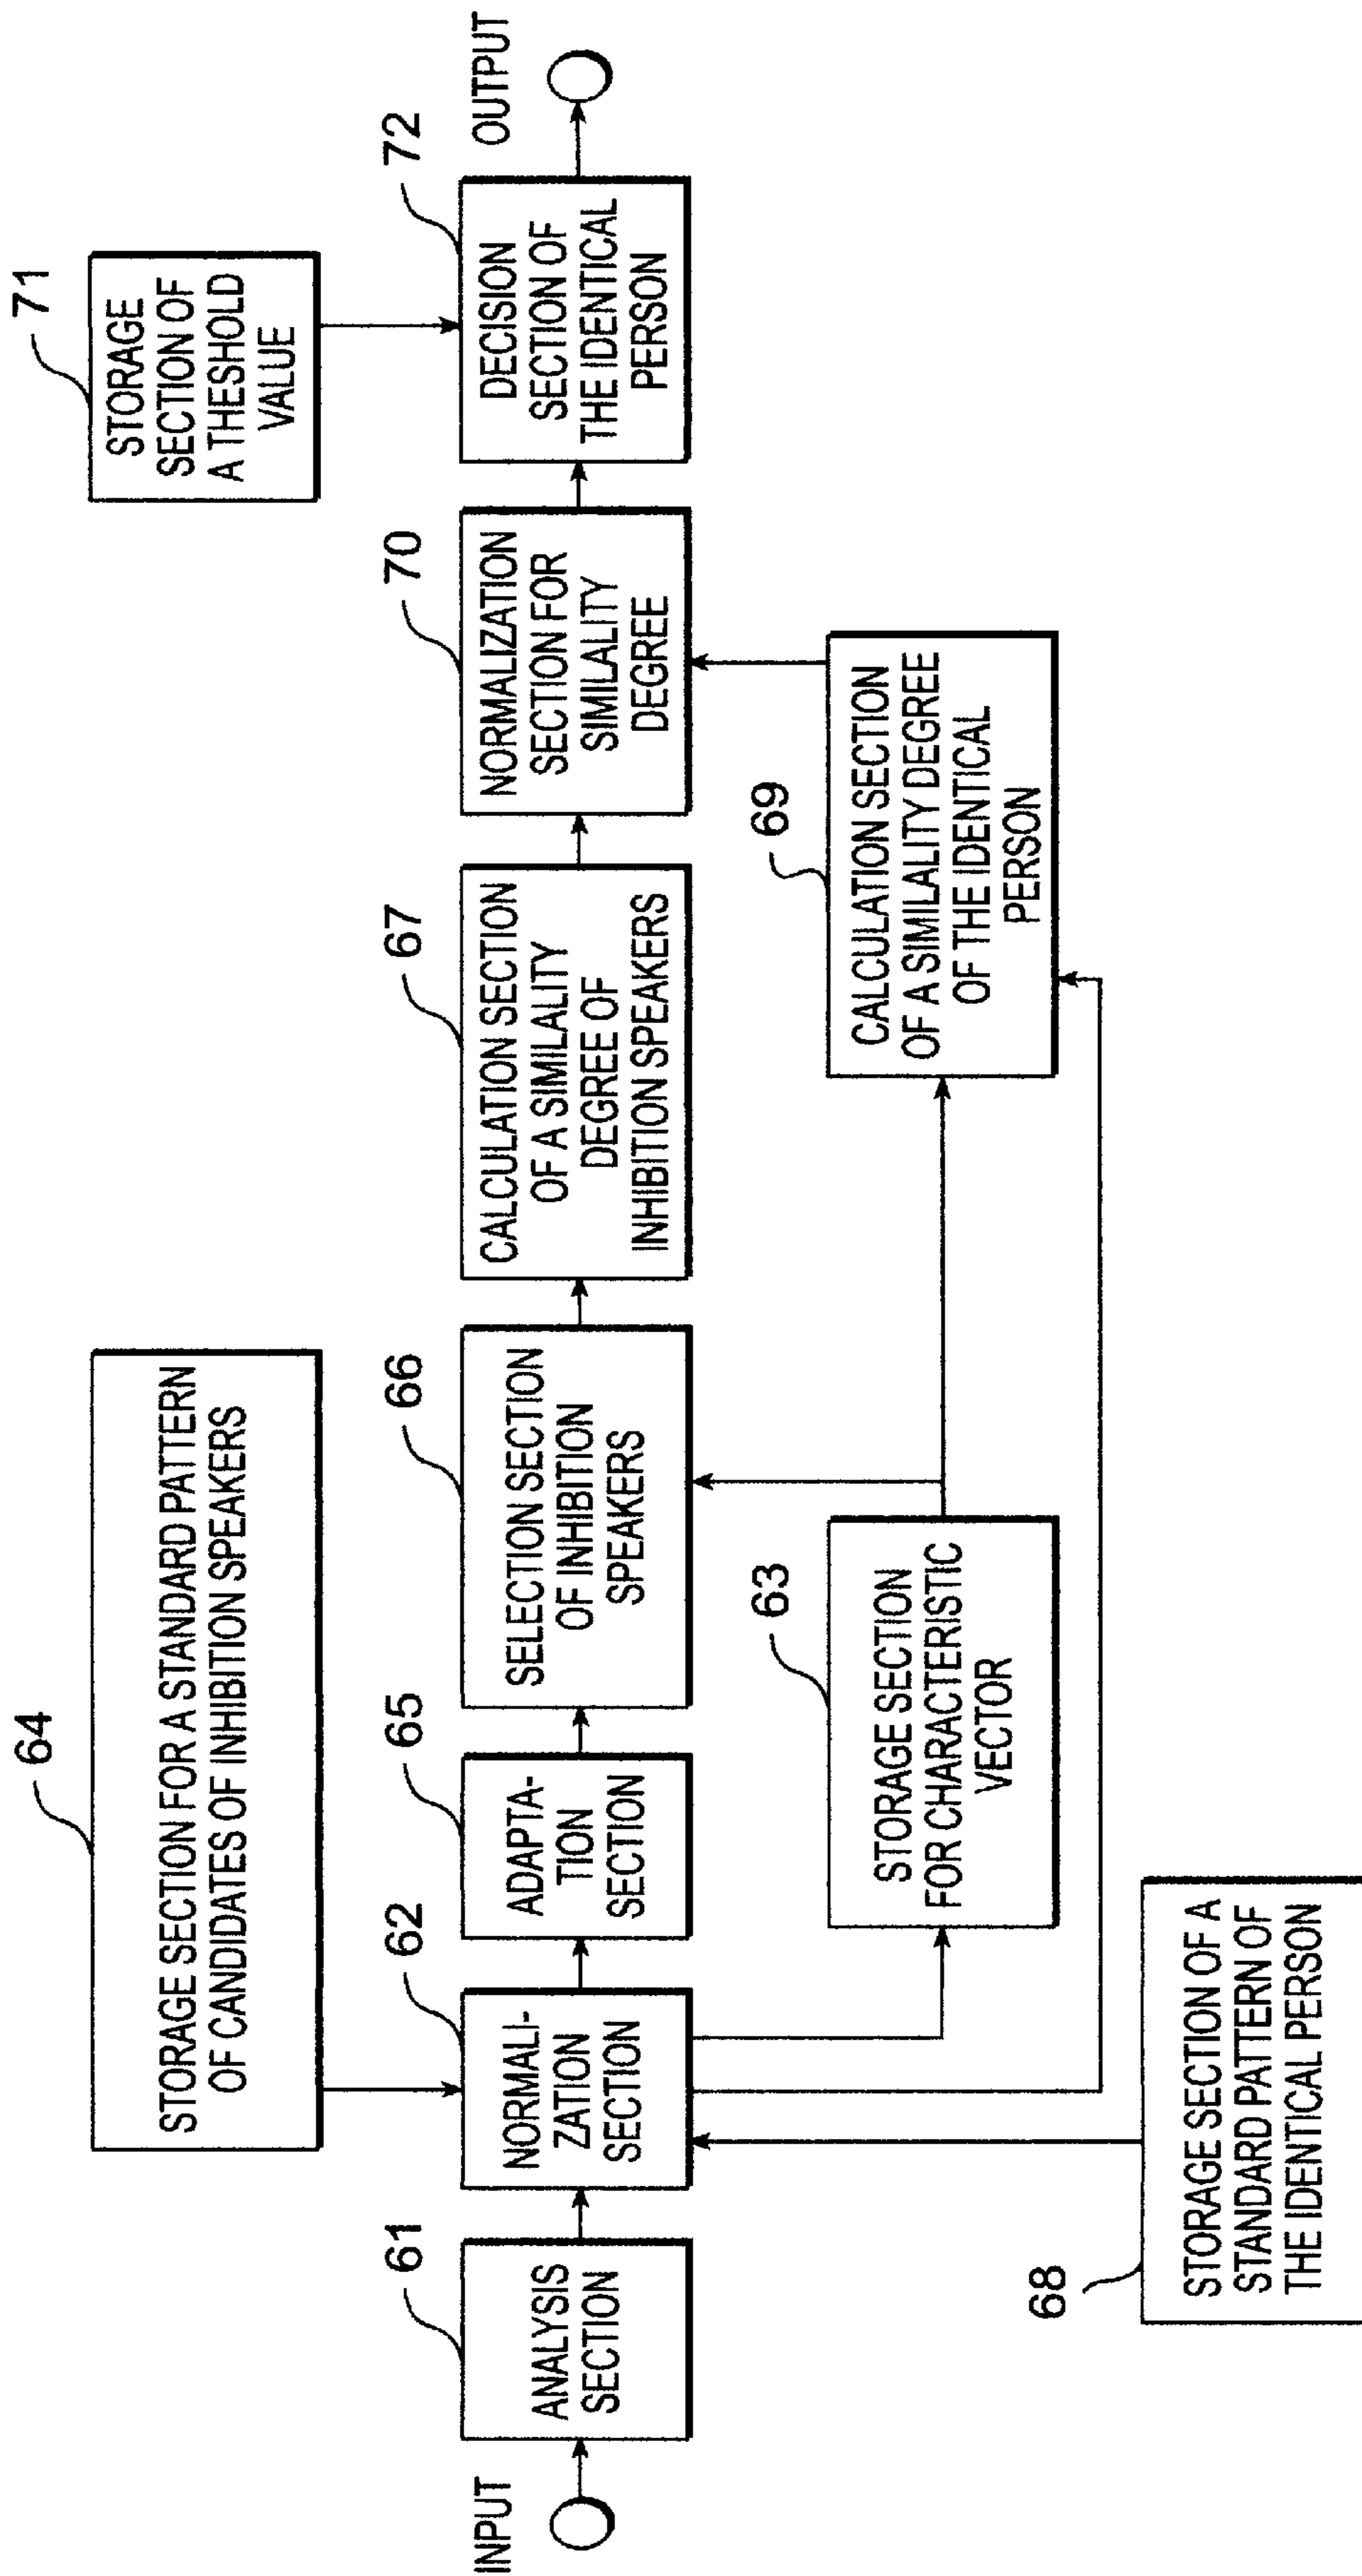 64
STORAGE SECTION FOR A STANDARD PATTERN
OF CANDIDATES OF INHIBITION SPEAKERS
71
STORAGE
SECTION OF
A THESHOLD
VALUE
INPUT
61
ANALYSIS
SECTION
62
NORMALI-
ZATION
SECTION
65
ADAPTA-
TION
SECTION
66
SELECTION SECTION
OF INHIBITION
SPEAKERS
67
CALCULATION SECTION
OF A SIMILALITY
DEGREE OF
INHIBITION SPEAKERS
70
NORMALIZATION
SECTION FOR
SIMILALITY
DEGREE
72
DECISION
SECTION OF
THE IDENTICAL
PERSON
OUTPUT
63
STORAGE SECTION
FOR CHARACTERISTIC
VECTOR
69
CALCULATION SECTION
OF A SIMILALITY DEGREE
OF THE IDENTICAL
PERSON
68
STORAGE SECTION OF A
STANDARD PATTERN OF
THE IDENTICAL PERSON